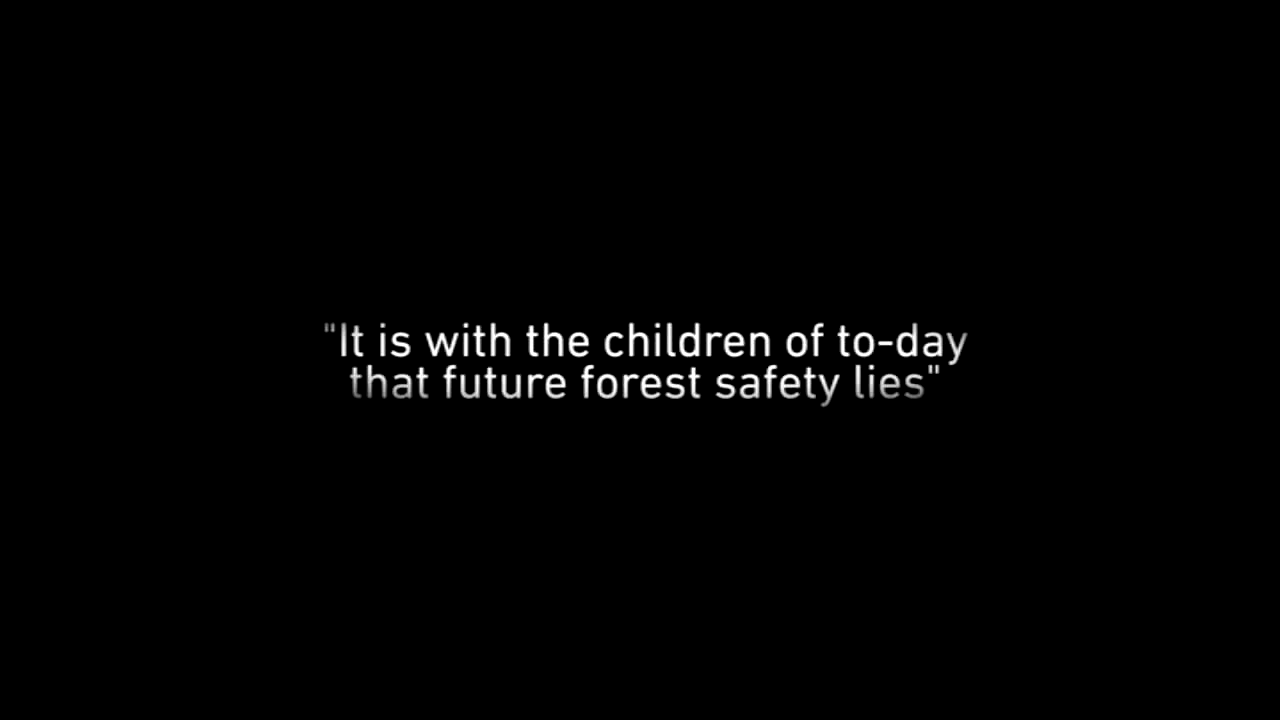 "It is with the children of to-day
that future forest safety lies"